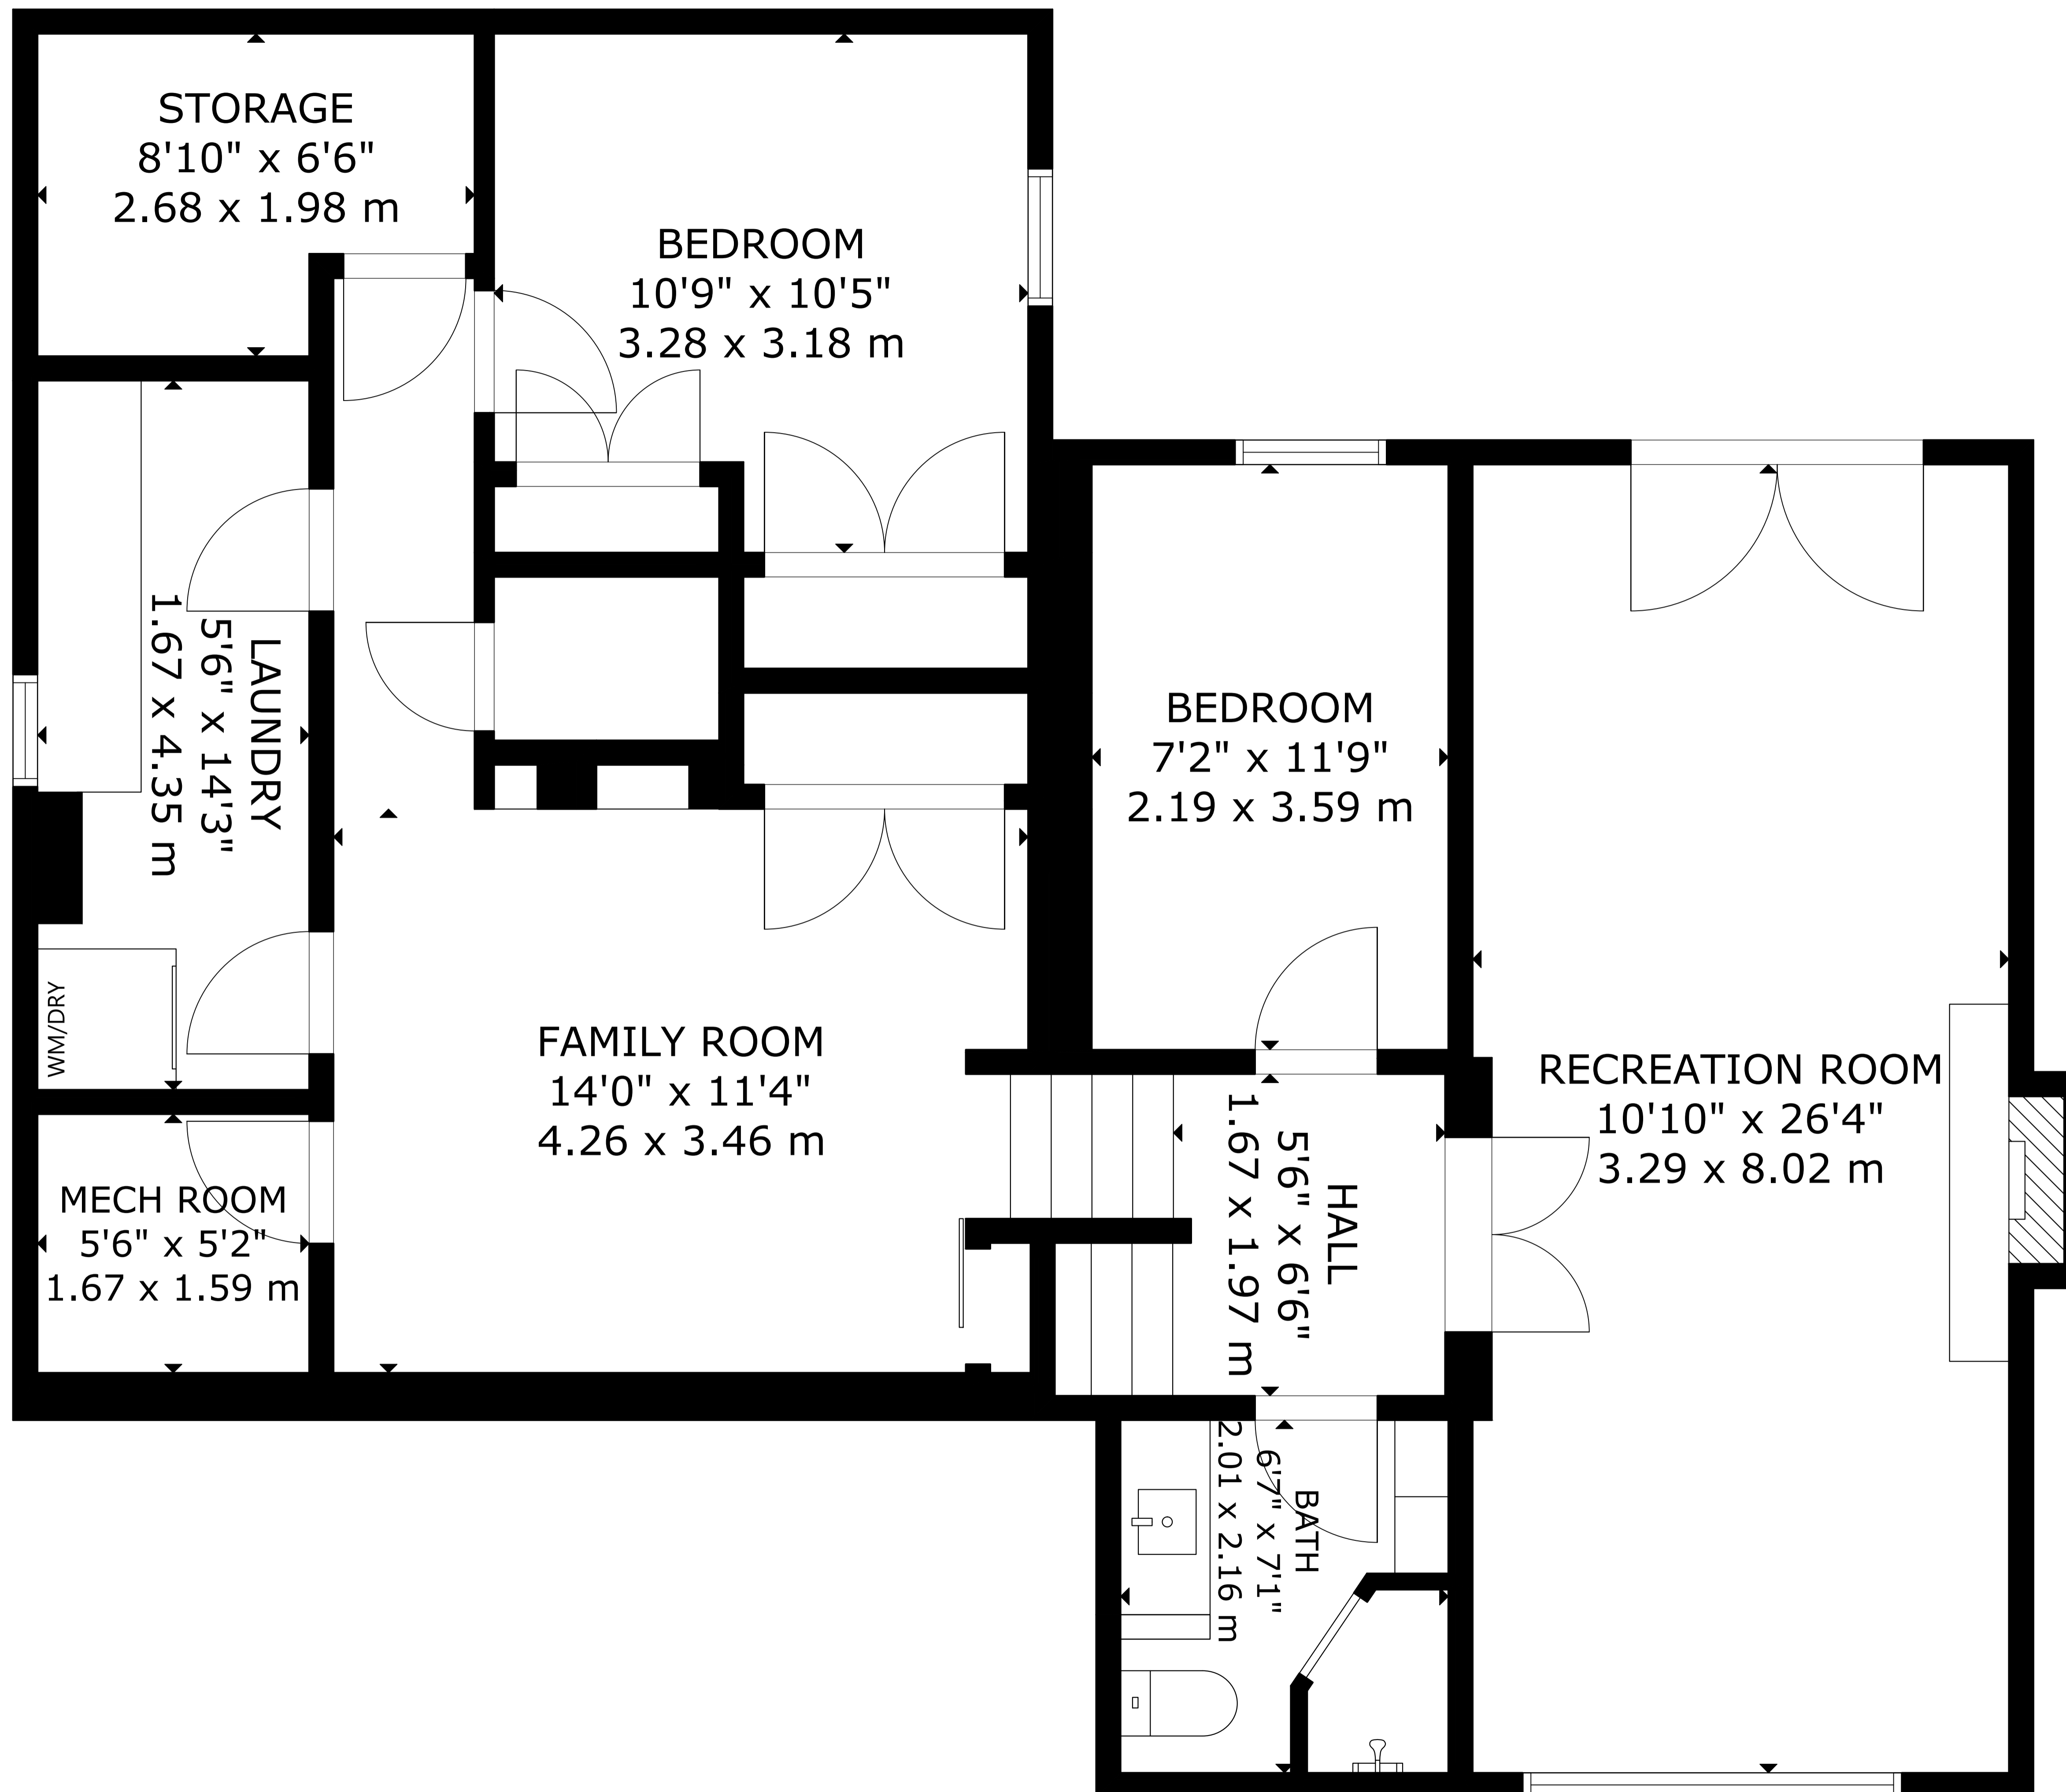 STORAGE
8'10" x 6'6"
2.68 x 1.98 m
BEDROOM
10'9" x 10'5"
3.28 x 3.18 m
LAUNDRY
5'6" x 14'3"
1.67 x 4.35 m
BEDROOM
7'2" x 11'9"
2.19 x 3.59 m
WM/DRY
FAMILY ROOM
14'0" x 11'4"
4.26 x 3.46 m
RECREATION ROOM
10'10" x 26'4"
3.29 x 8.02 m
MECH ROOM
5'6" x 5'2"
1.67 x 1.59 m
HALL
5'6" x 6'6"
1.67 x 1.97 m
BATH
6'7" x 7'1"
2.01 x 2.16 m